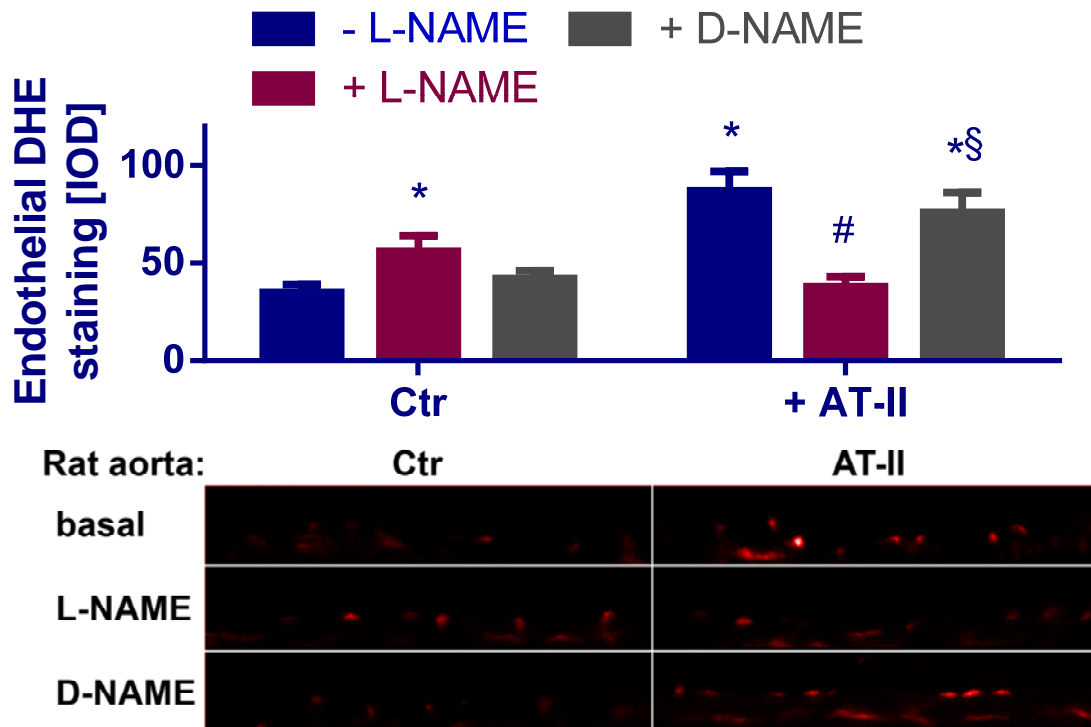 - L-NAME + D-NAME
+ L-NAME
Endothelial DHE
staining [IOD]
100
50
0
*
*
#
*§
Ctr + AT-II
Rat aorta: Ctr AT-II
basal
L-NAME
D-NAME